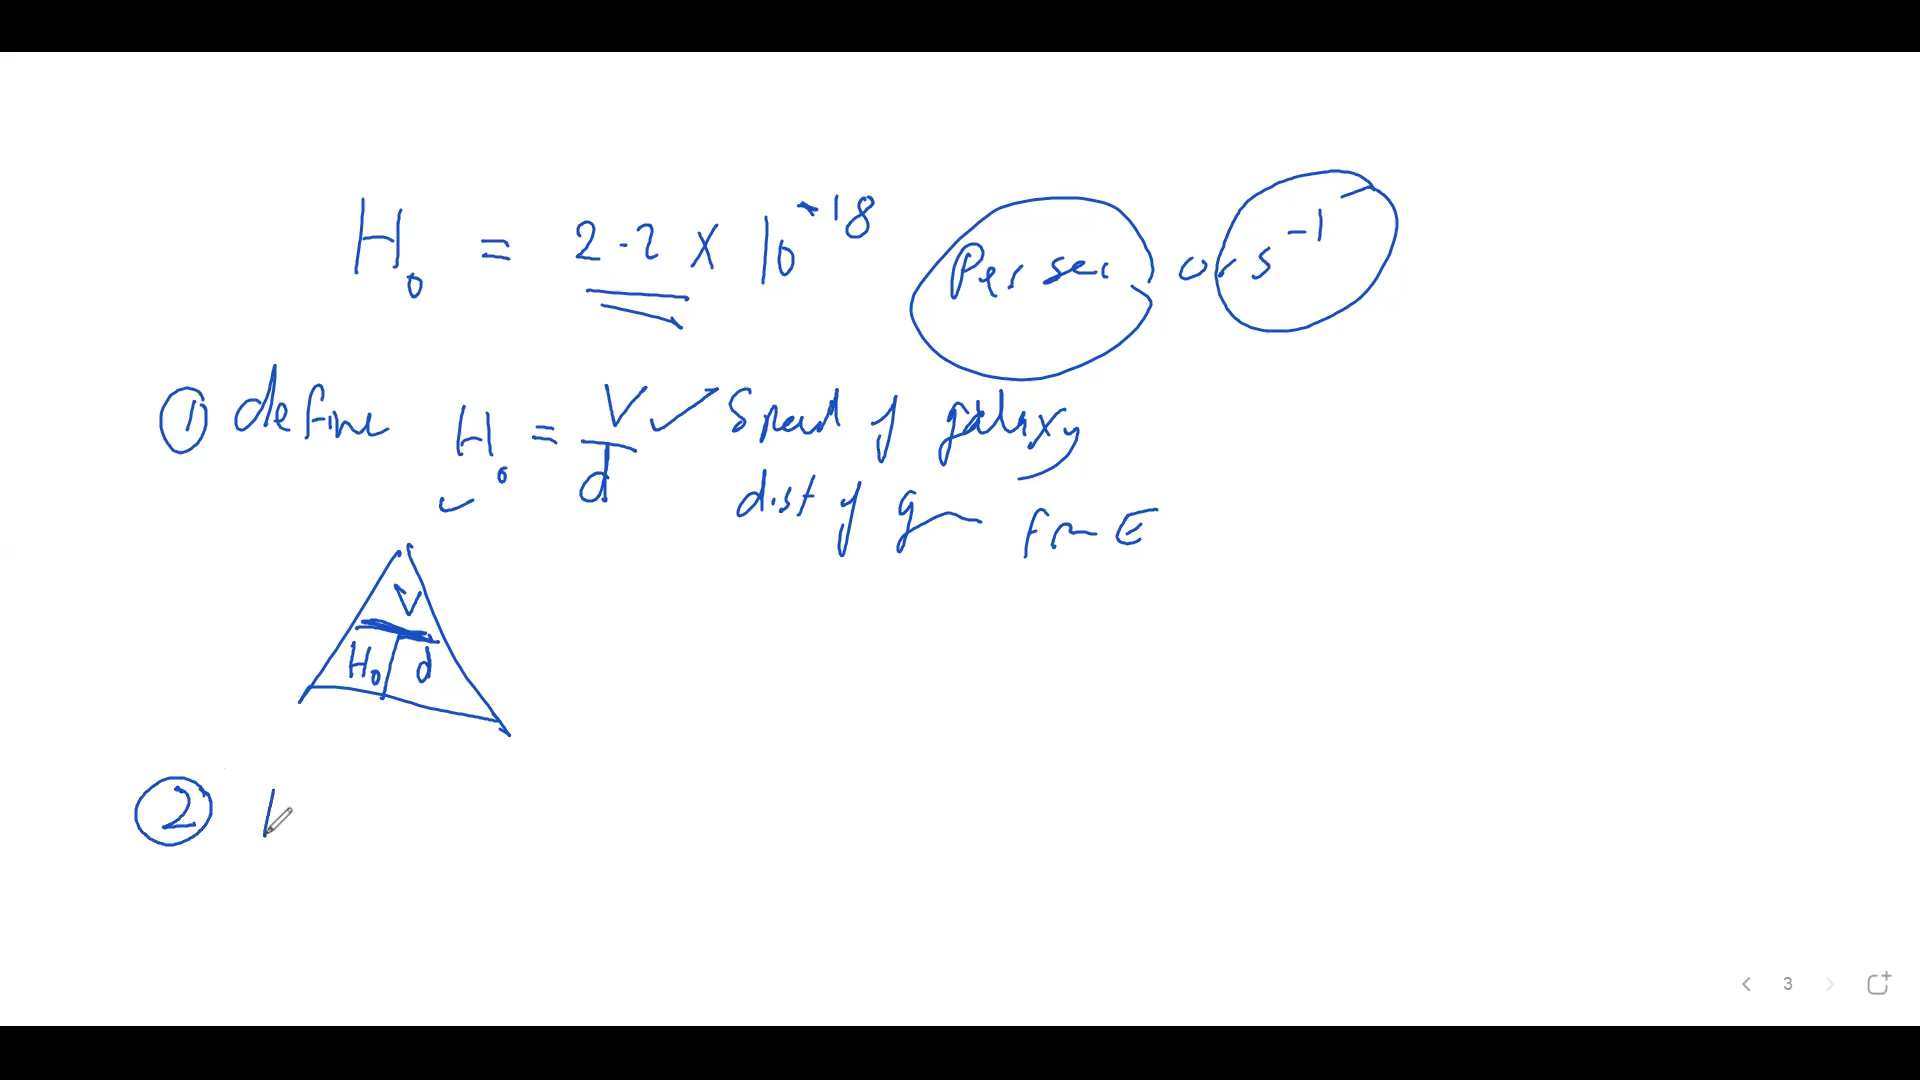 H₀ = 2.2 × 10⁻¹⁸ Per sec or s⁻¹
① define H₀ = V/d Speed of galaxy
dist of g from E
V
H₀ d
②
3